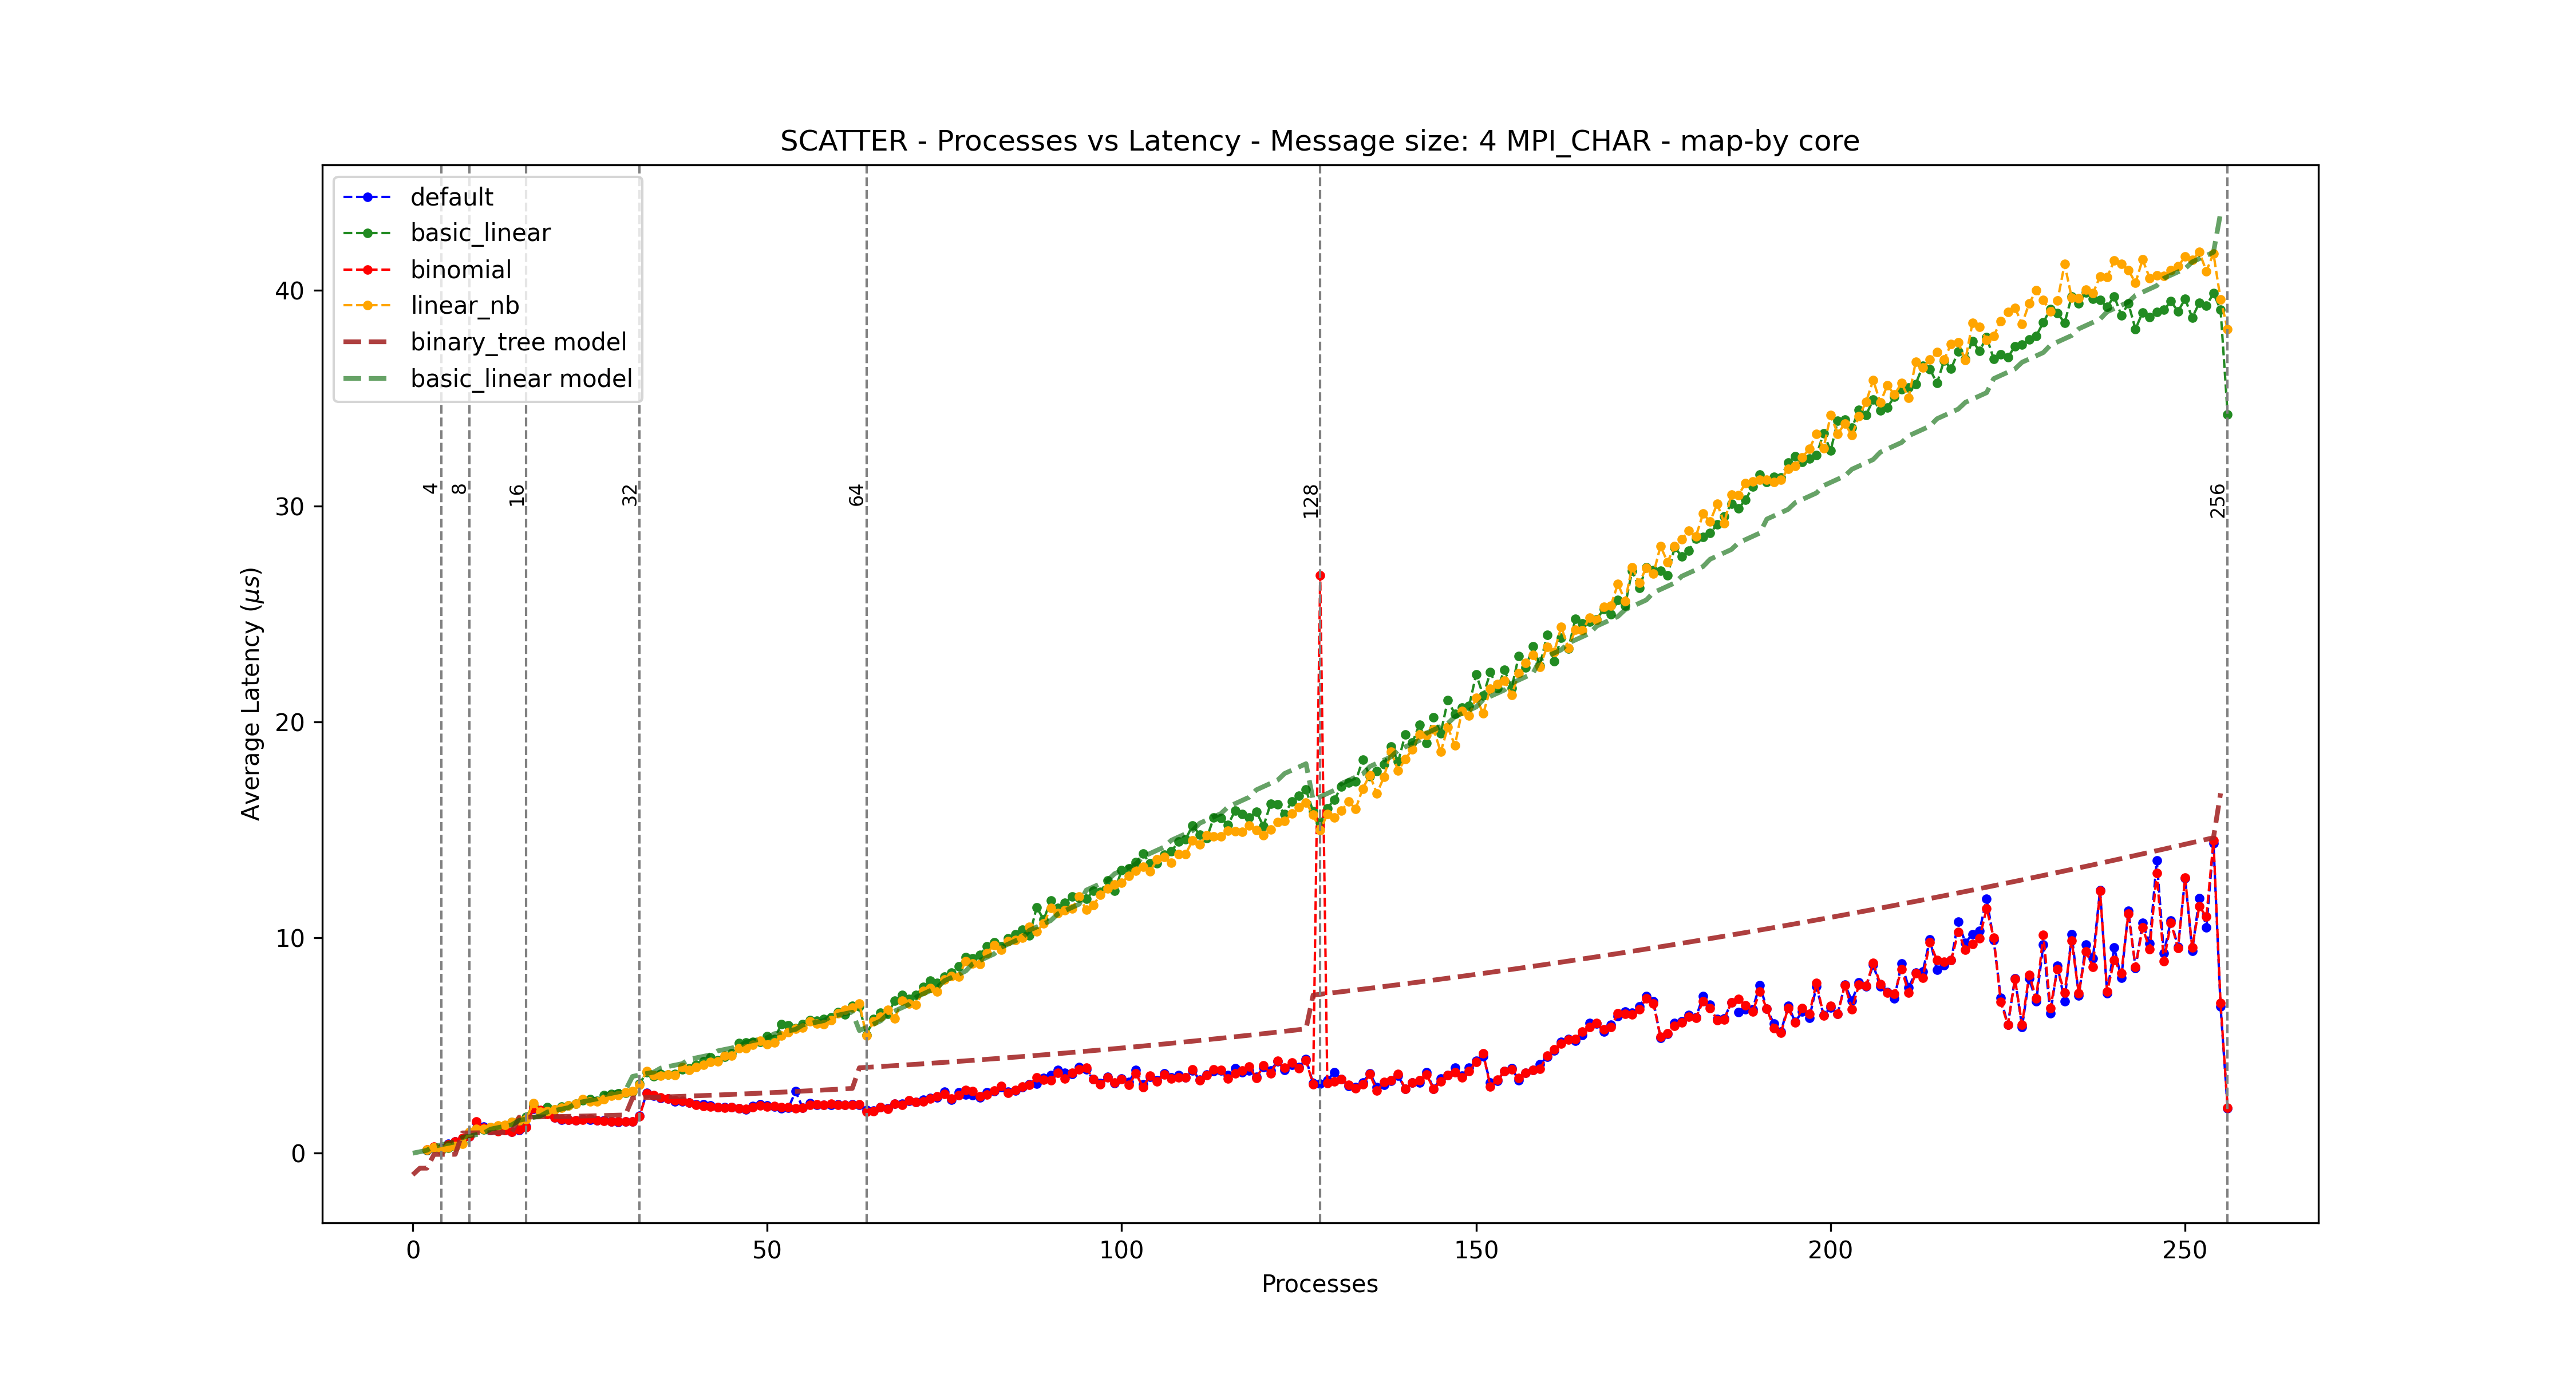 SCATTER - Processes vs Latency - Message size: 4 MPI_CHAR - map-by core
default
basic_linear
binomial
linear_nb
binary_tree model
basic_linear model
4
8
16
32
64
128
256
40
30
20
10
0
Average Latency (μs)
0
50
100
150
200
250
Processes